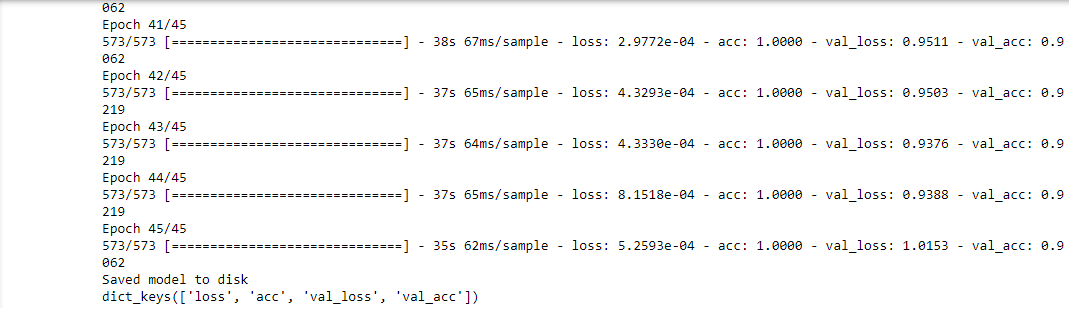 062
Epoch 41/45
573/573 [==============================] - 38s 67ms/sample - loss: 2.9772e-04 - acc: 1.0000 - val_loss: 0.9511 - val_acc: 0.9
062
Epoch 42/45
573/573 [==============================] - 37s 65ms/sample - loss: 4.3293e-04 - acc: 1.0000 - val_loss: 0.9503 - val_acc: 0.9
219
Epoch 43/45
573/573 [==============================] - 37s 64ms/sample - loss: 4.3330e-04 - acc: 1.0000 - val_loss: 0.9376 - val_acc: 0.9
219
Epoch 44/45
573/573 [==============================] - 37s 65ms/sample - loss: 8.1518e-04 - acc: 1.0000 - val_loss: 0.9388 - val_acc: 0.9
219
Epoch 45/45
573/573 [==============================] - 35s 62ms/sample - loss: 5.2593e-04 - acc: 1.0000 - val_loss: 1.0153 - val_acc: 0.9
062
Saved model to disk
dict_keys(['loss', 'acc', 'val_loss', 'val_acc'])